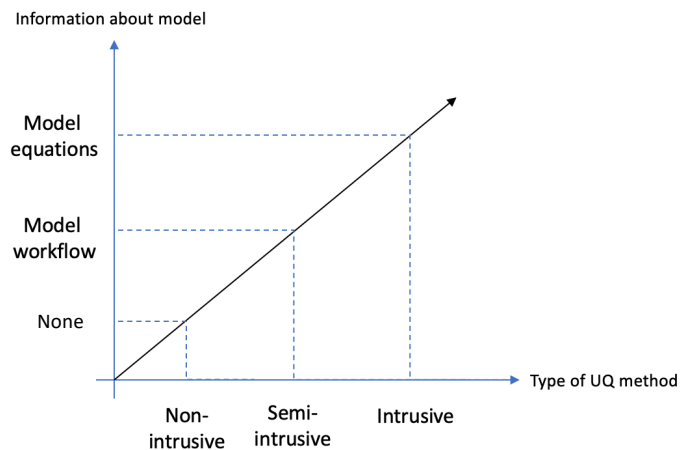 Information about model
Model
equations
Model
workflow
None
Type of UQ method
Non-
intrusive
Semi-
intrusive
Intrusive